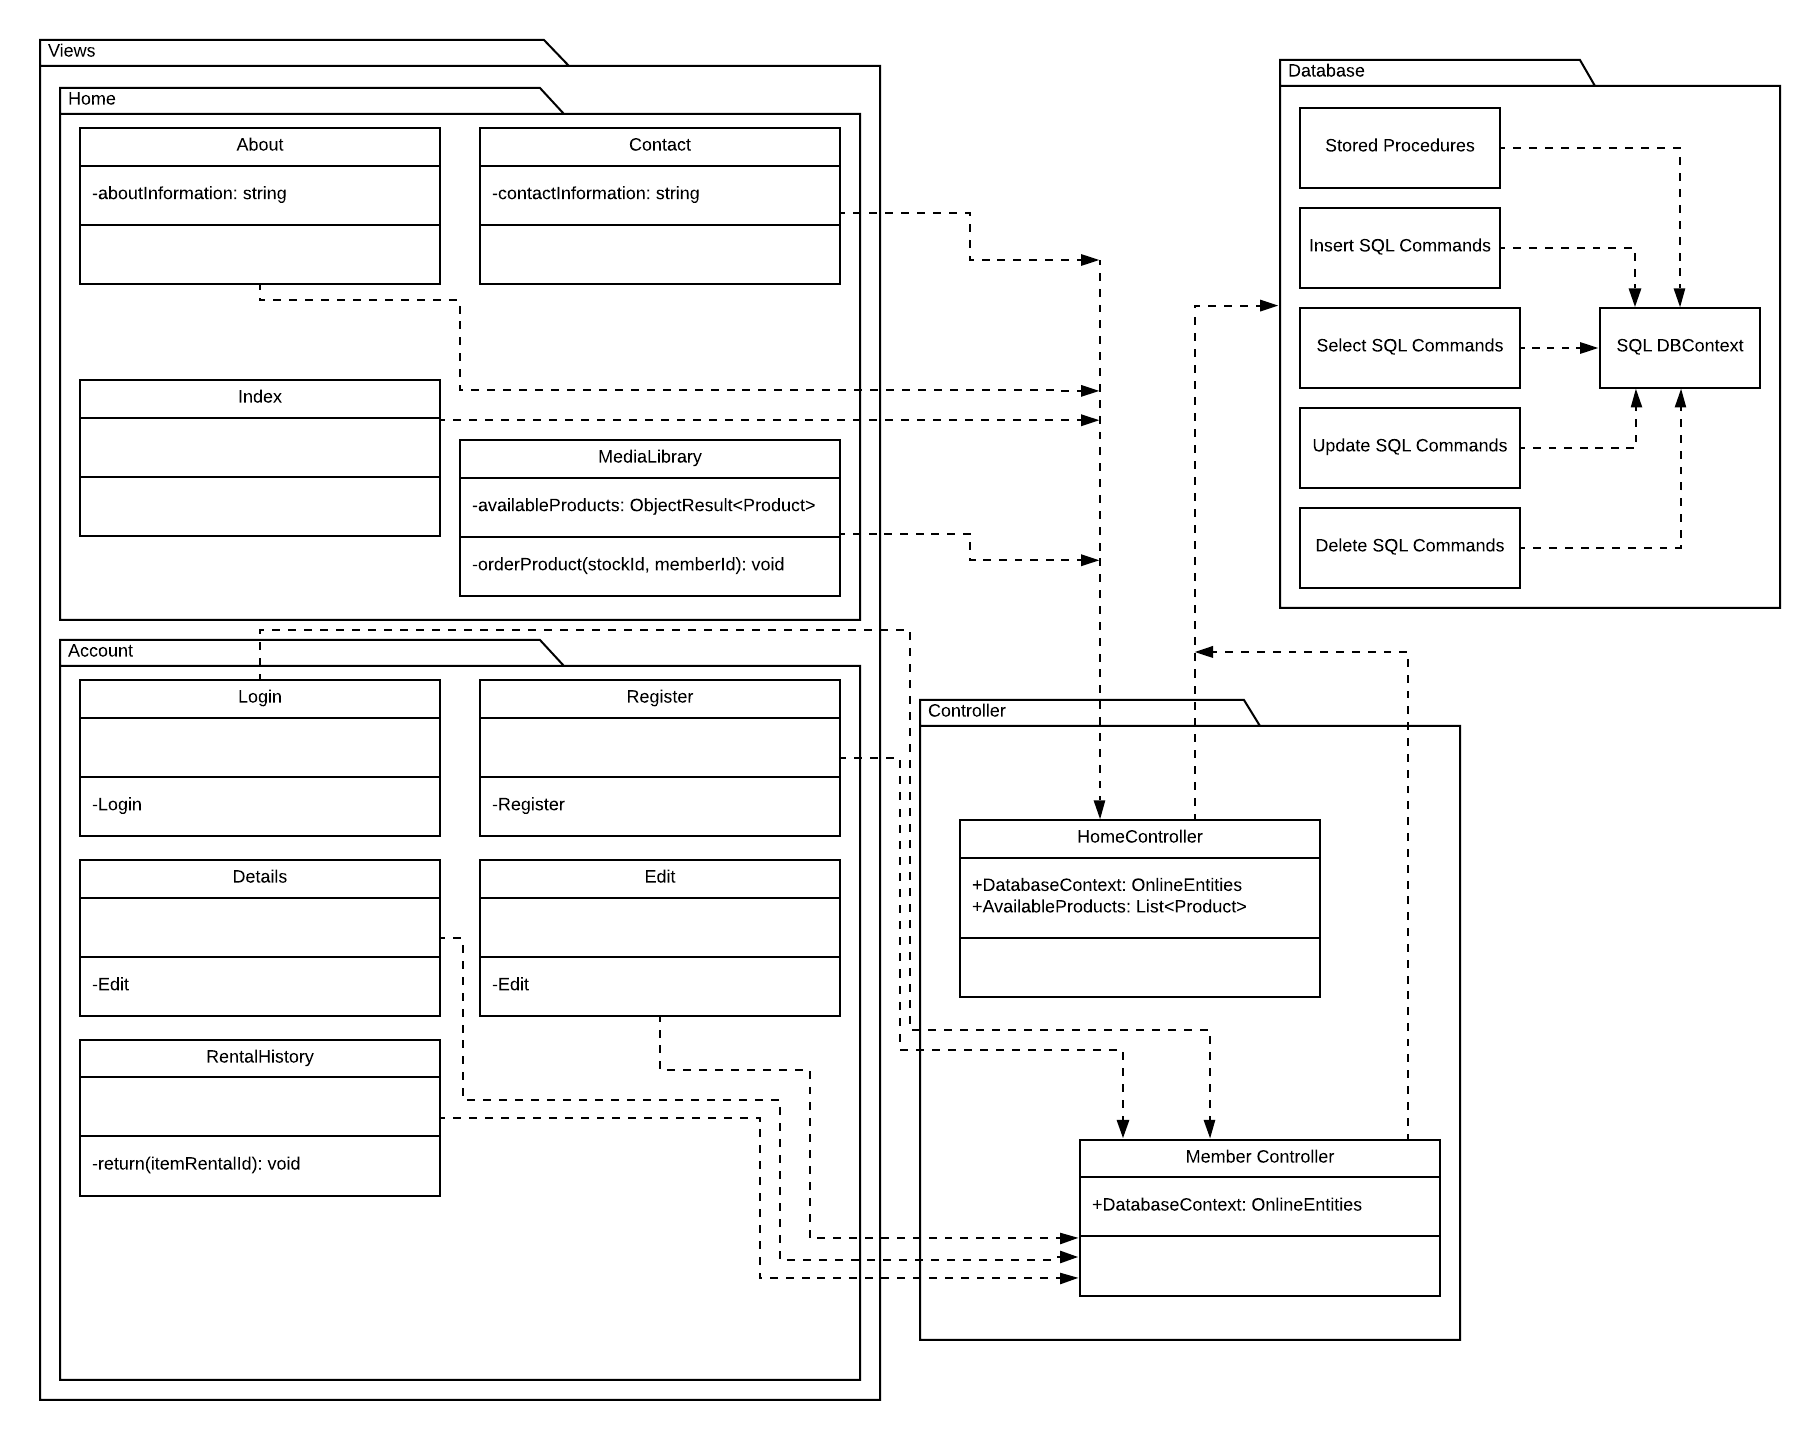 Views
Home
About
-aboutInformation: string
Contact
-contactInformation: string
Index
MediaLibrary
-availableProducts: ObjectResult<Product>
-orderProduct(stockId, memberId): void
Account
Login
-Login
Register
-Register
Details
-Edit
Edit
-Edit
RentalHistory
-return(itemRentalId): void
Database
Stored Procedures
Insert SQL Commands
Select SQL Commands
SQL DBContext
Update SQL Commands
Delete SQL Commands
Controller
HomeController
+DatabaseContext: OnlineEntities
+AvailableProducts: List<Product>
Member Controller
+DatabaseContext: OnlineEntities